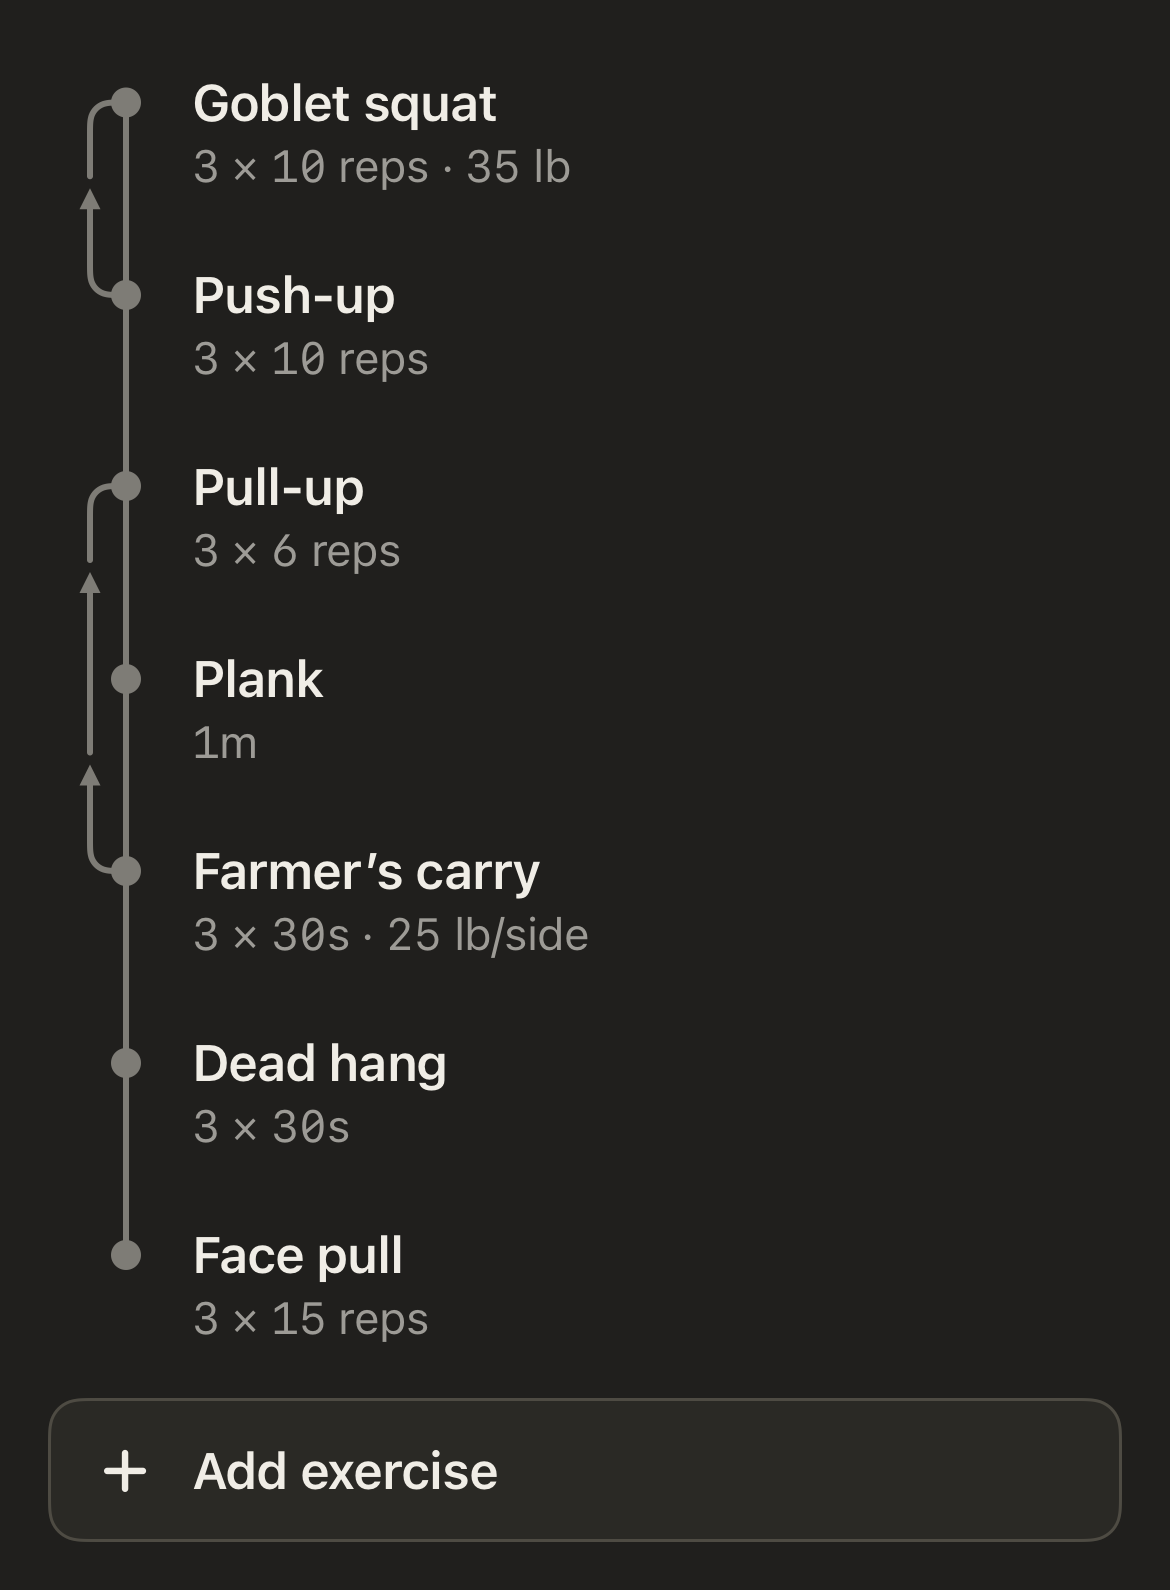 Goblet squat
3 × 10 reps · 35 lb
Push-up
3 × 10 reps
Pull-up
3 × 6 reps
Plank
1m
Farmer’s carry
3 × 30s · 25 lb/side
Dead hang
3 × 30s
Face pull
3 × 15 reps
+ Add exercise